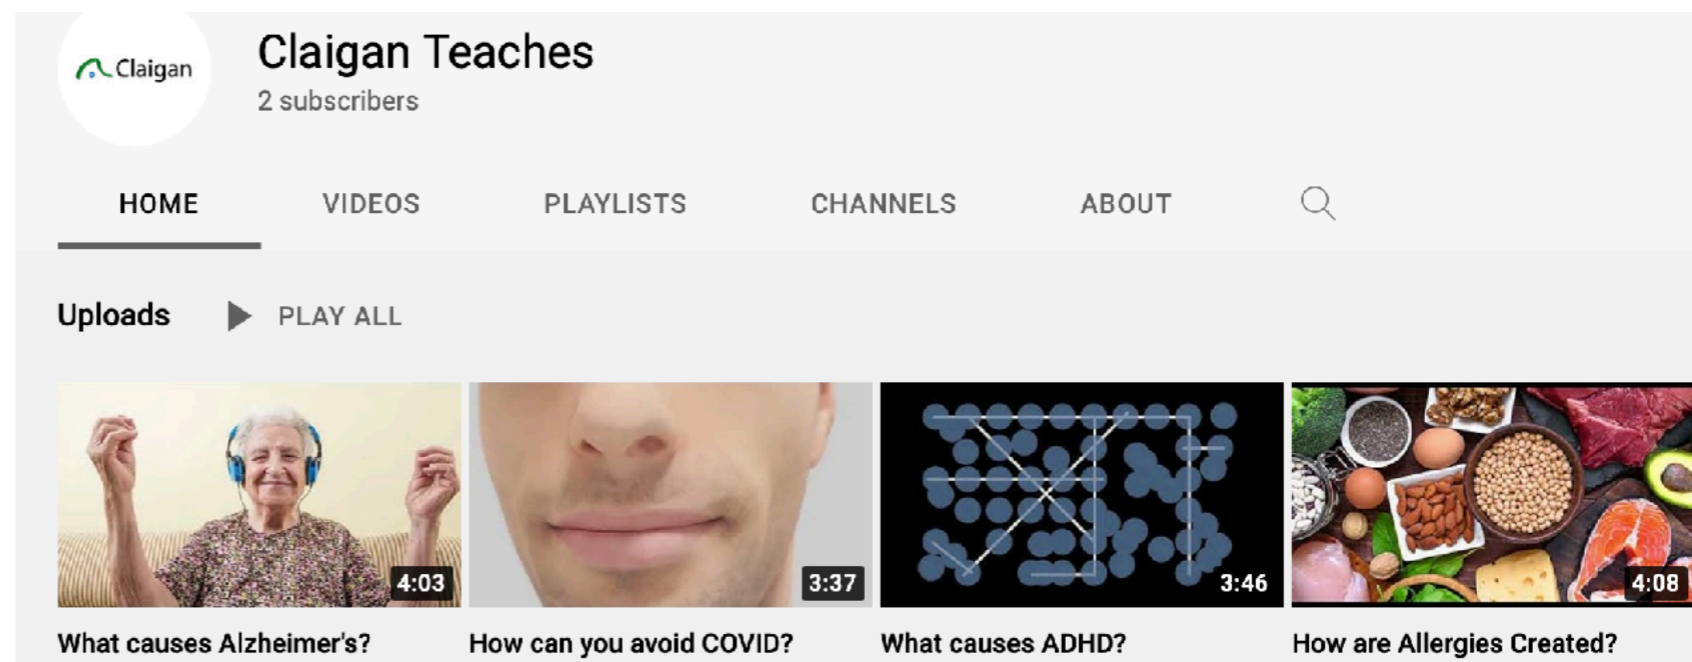 Claigan
Claigan Teaches
2 subscribers
HOME VIDEOS PLAYLISTS CHANNELS ABOUT
Uploads PLAY ALL
4:03 3:37 3:46 4:08
What causes Alzheimer's? How can you avoid COVID? What causes ADHD? How are Allergies Created?